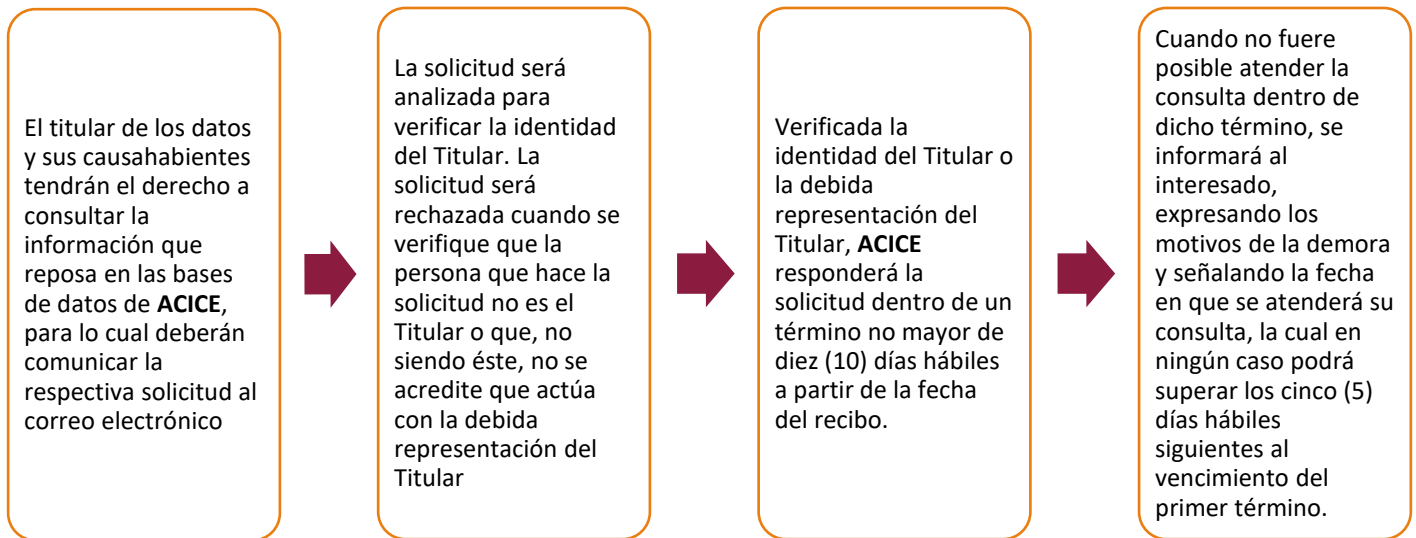 El titular de los datos
y sus causahabientes
tendrán el derecho a
consultar la
información que
reposa en las bases
de datos de ACICE,
para lo cual deberán
comunicar la
respectiva solicitud al
correo electrónico
La solicitud será
analizada para
verificar la identidad
del Titular. La
solicitud será
rechazada cuando se
verifique que la
persona que hace la
solicitud no es el
Titular o que, no
siendo éste, no se
acredite que actúa
con la debida
representación del
Titular
Verificada la
identidad del Titular o
la debida
representación del
Titular, ACICE
responderá la
solicitud dentro de un
término no mayor de
diez (10) días hábiles
a partir de la fecha
del recibo.
Cuando no fuere
posible atender la
consulta dentro de
dicho término, se
informará al
interesado,
expresando los
motivos de la demora
y señalando la fecha
en que se atenderá su
consulta, la cual en
ningún caso podrá
superar los cinco (5)
días hábiles
siguientes al
vencimiento del
primer término.